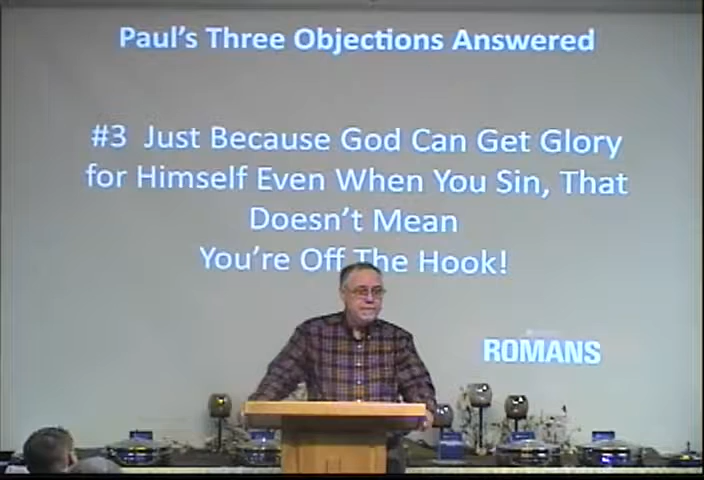 Paul's Three Objections Answered
#3 Just Because God Can Get Glory
for Himself Even When You Sin, That
Doesn't Mean
You're Off The Hook!
ROMANS